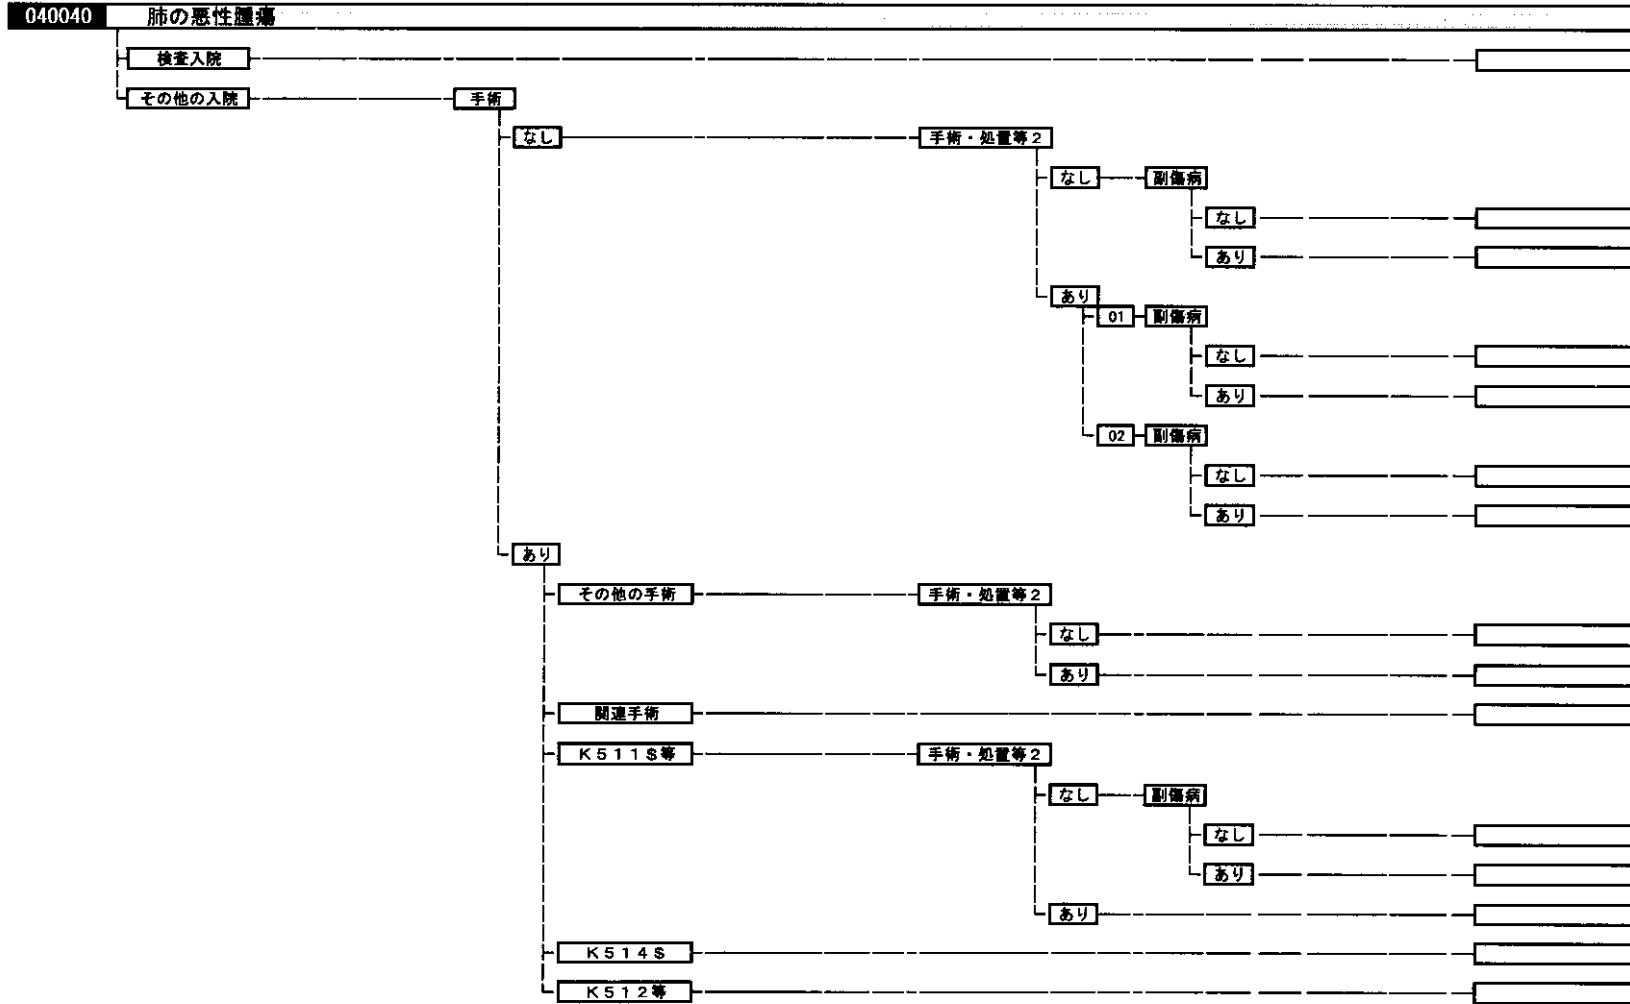 040040 肺の悪性腫瘍
検査入院
その他の入院 手術
なし 手術・処置等2
なし 副傷病
なし
あり
あり
01 副傷病
なし
あり
02 副傷病
なし
あり
あり
その他の手術 手術・処置等2
なし
あり
関連手術
K511$等 手術・処置等2
なし 副傷病
なし
あり
あり
K514$
K512等